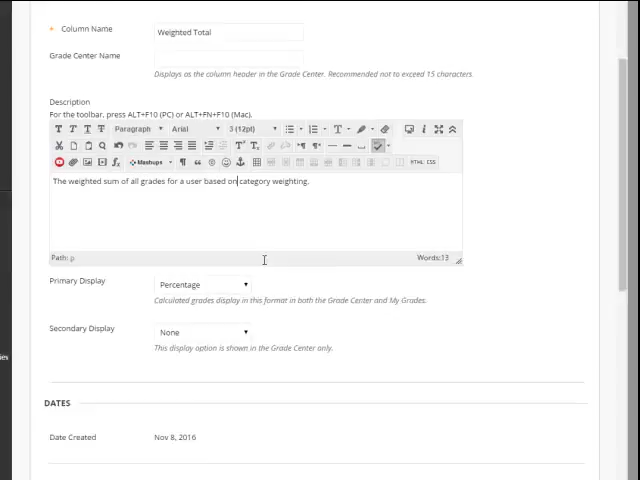 Column Name
Weighted Total
Grade Center Name
Displays as the column header in the Grade Center. Recommended not to exceed 15 characters.
Description
For the toolbar, press ALT+F10 (PC) or ALT+FN+F10 (Mac).
T T T T Paragraph Arial 3 (12pt)
Mashups HTML CSS
The weighted sum of all grades for a user based on category weighting.
Path: p Words:13
Primary Display
Percentage
Calculated grades display in this format in both the Grade Center and My Grades.
Secondary Display
None
This display option is shown in the Grade Center only.
DATES
Date Created Nov 8, 2016